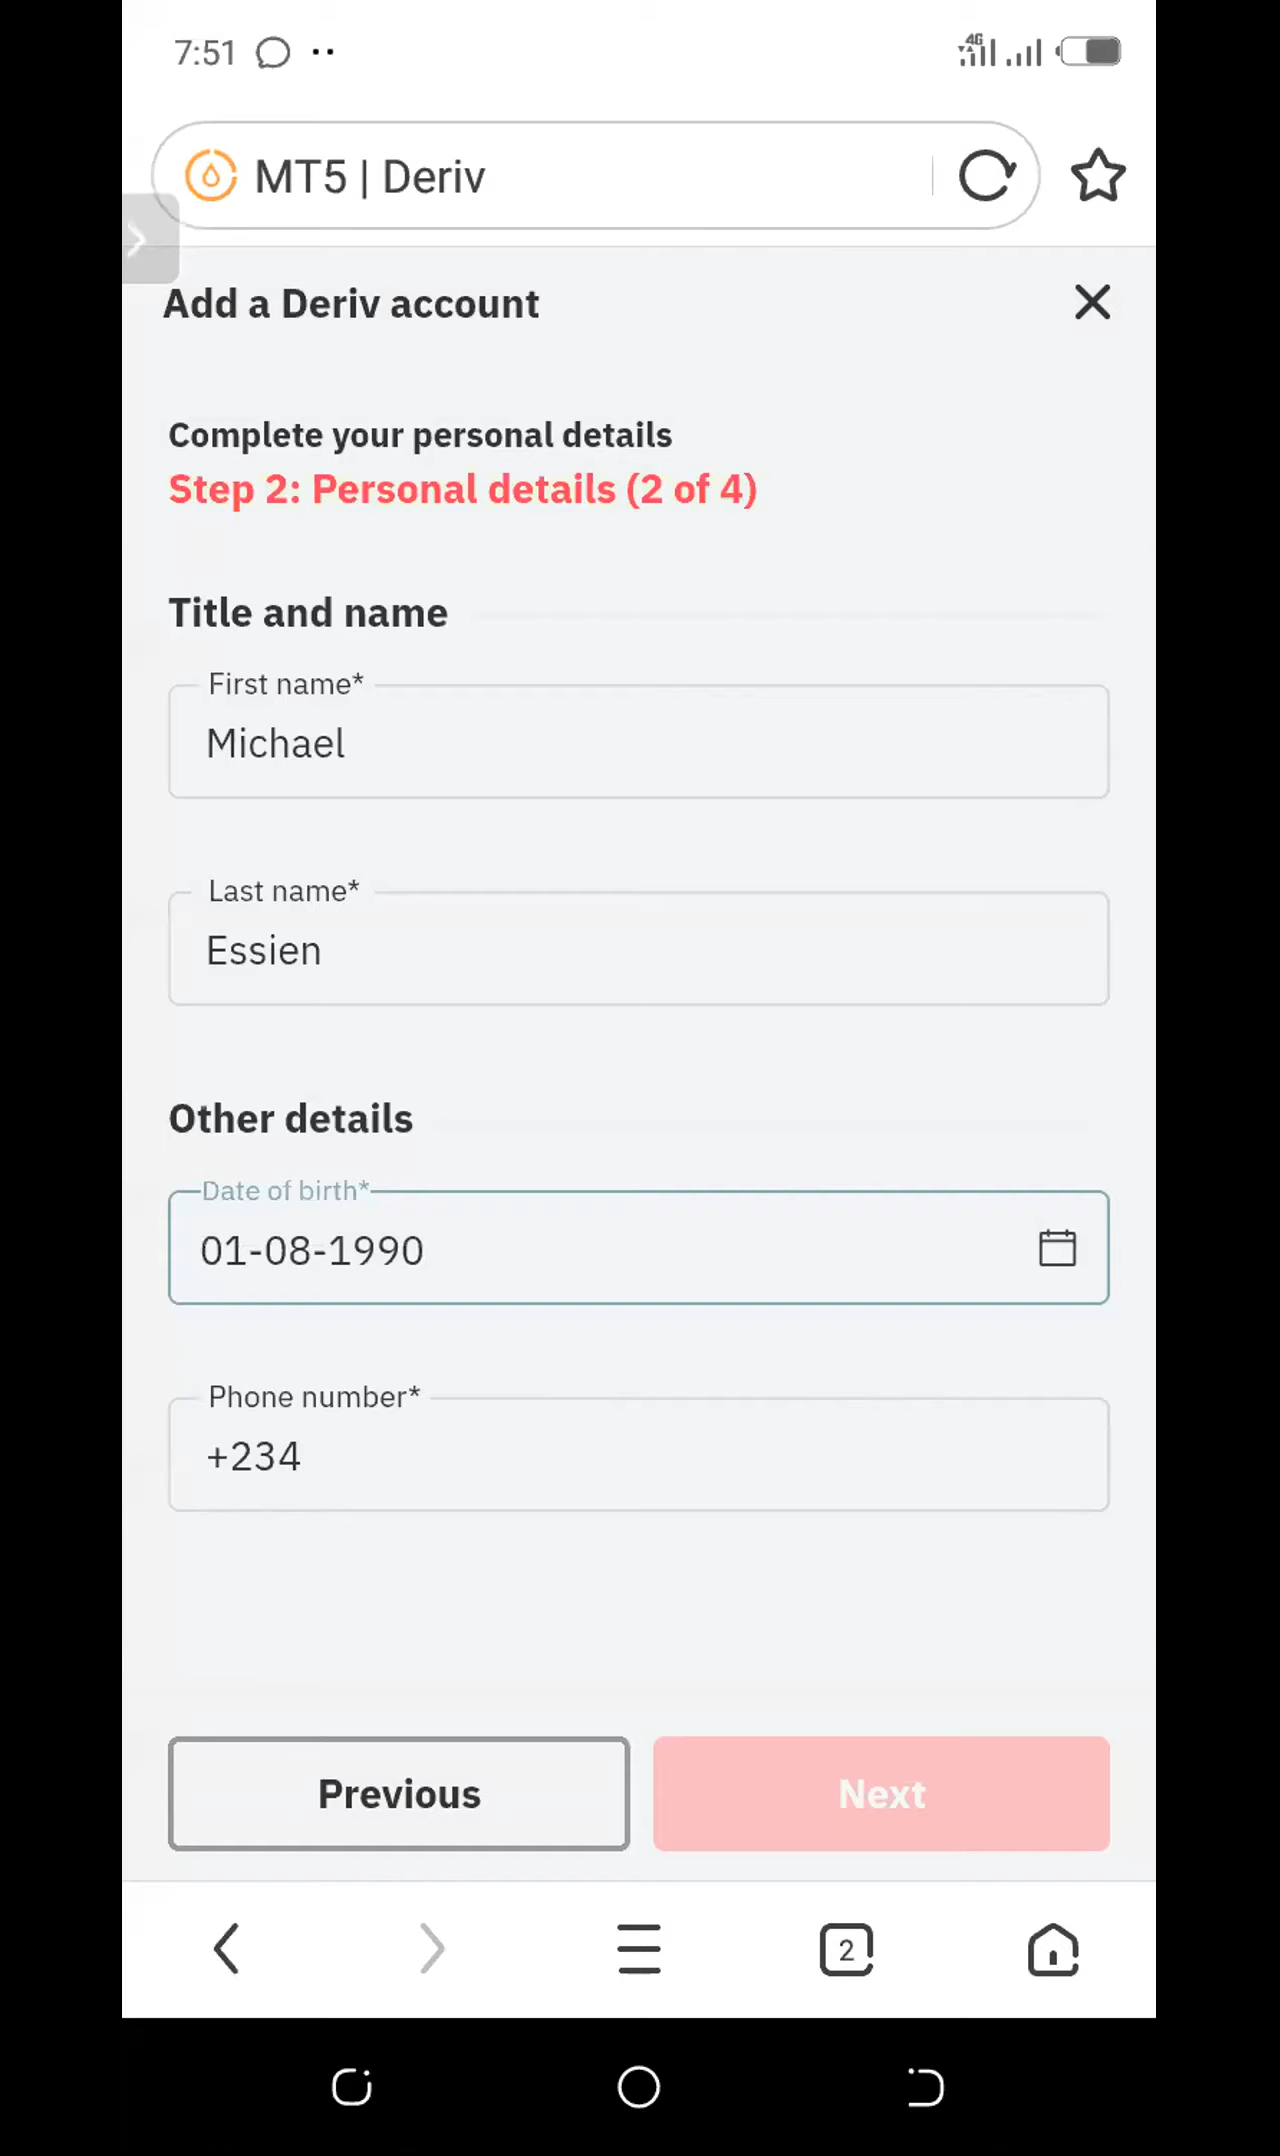 7:51
4G
MT5 | Deriv
Add a Deriv account
Complete your personal details
Step 2: Personal details (2 of 4)
Title and name
First name*
Michael
Last name*
Essien
Other details
Date of birth*
01-08-1990
Phone number*
+234
Previous
Next
2